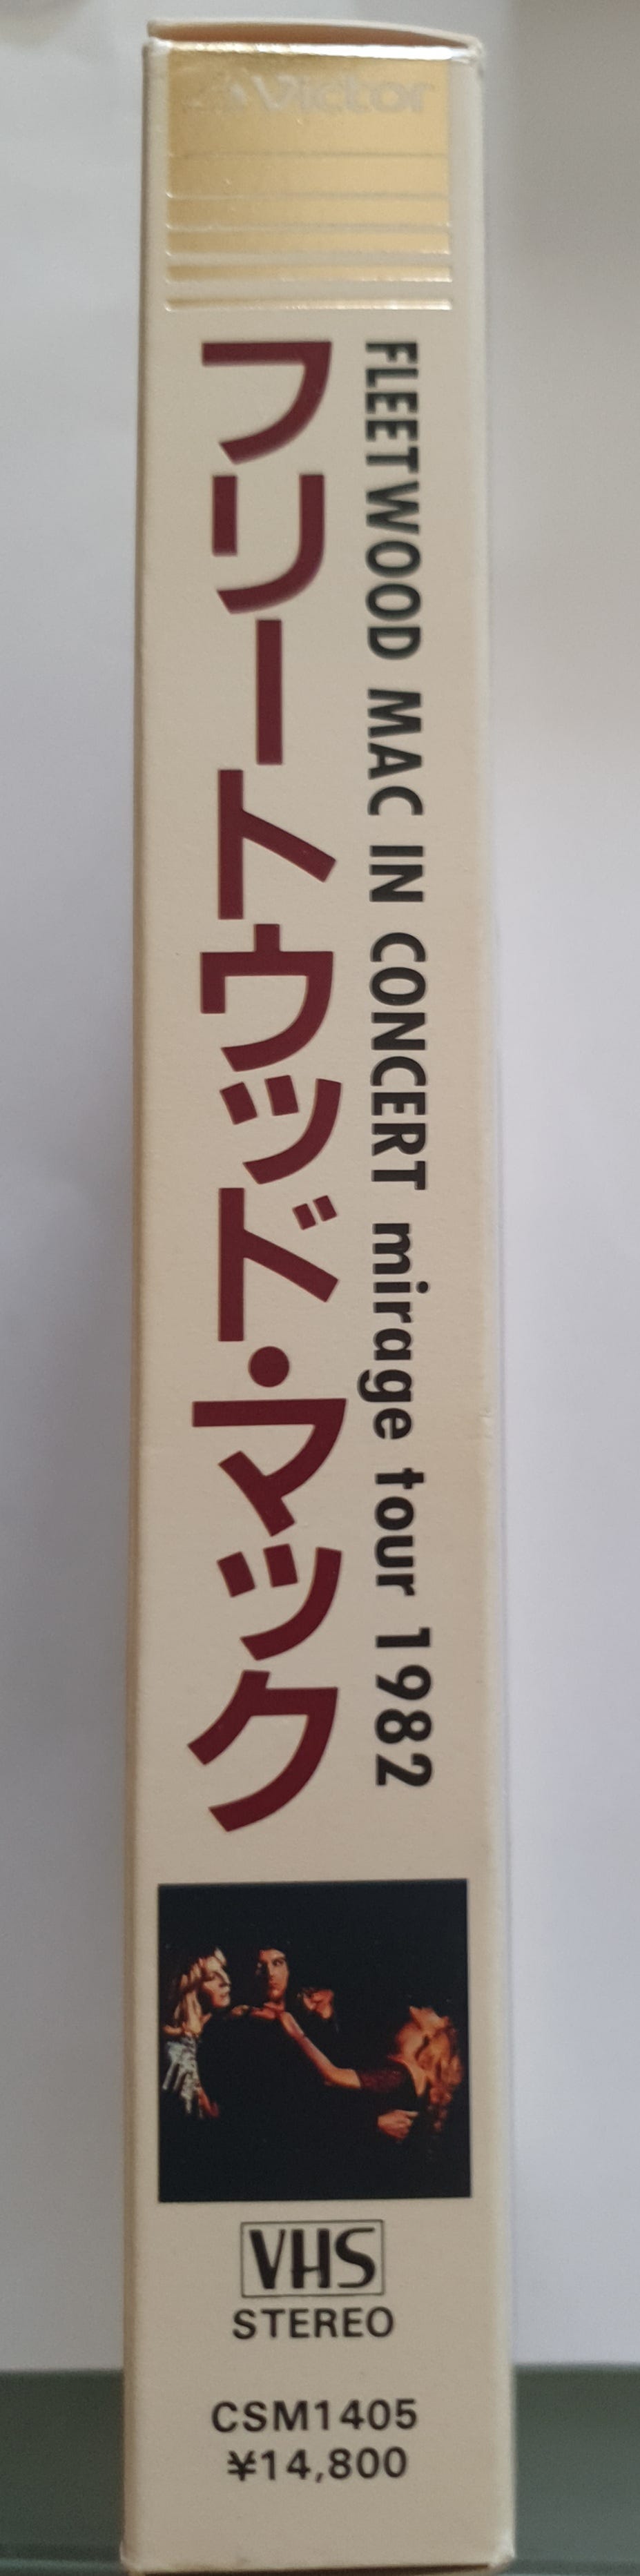 Victor
FLEETWOOD MAC IN CONCERT mirage tour 1982
フリートウッド・マック
VHS
STEREO
CSM1405
¥14,800